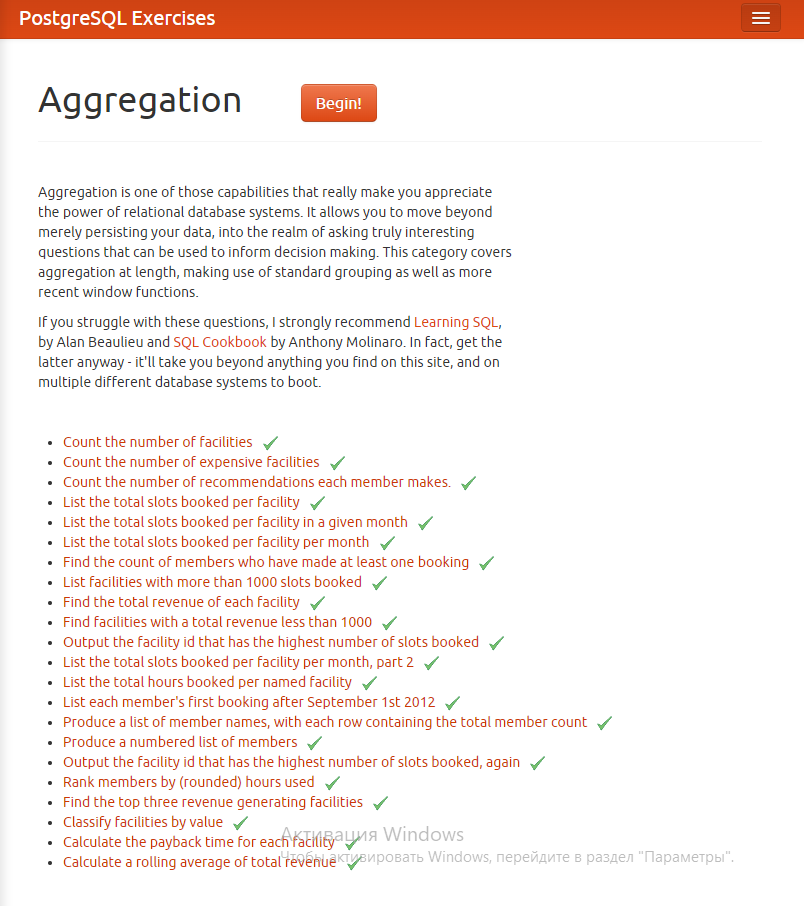 PostgreSQL Exercises
Aggregation
Begin!
Aggregation is one of those capabilities that really make you appreciate
the power of relational database systems. It allows you to move beyond
merely persisting your data, into the realm of asking truly interesting
questions that can be used to inform decision making. This category covers
aggregation at length, making use of standard grouping as well as more
recent window functions.
If you struggle with these questions, I strongly recommend Learning SQL,
by Alan Beaulieu and SQL Cookbook by Anthony Molinaro. In fact, get the
latter anyway - it'll take you beyond anything you find on this site, and on
multiple different database systems to boot.
Count the number of facilities
Count the number of expensive facilities
Count the number of recommendations each member makes.
List the total slots booked per facility
List the total slots booked per facility in a given month
List the total slots booked per facility per month
Find the count of members who have made at least one booking
List facilities with more than 1000 slots booked
Find the total revenue of each facility
Find facilities with a total revenue less than 1000
Output the facility id that has the highest number of slots booked
List the total slots booked per facility per month, part 2
List the total hours booked per named facility
List each member's first booking after September 1st 2012
Produce a list of member names, with each row containing the total member count
Produce a numbered list of members
Output the facility id that has the highest number of slots booked, again
Rank members by (rounded) hours used
Find the top three revenue generating facilities
Classify facilities by value
Calculate the payback time for each facility
Calculate a rolling average of total revenue
Активация Windows
Чтобы активировать Windows, перейдите в раздел "Параметры".